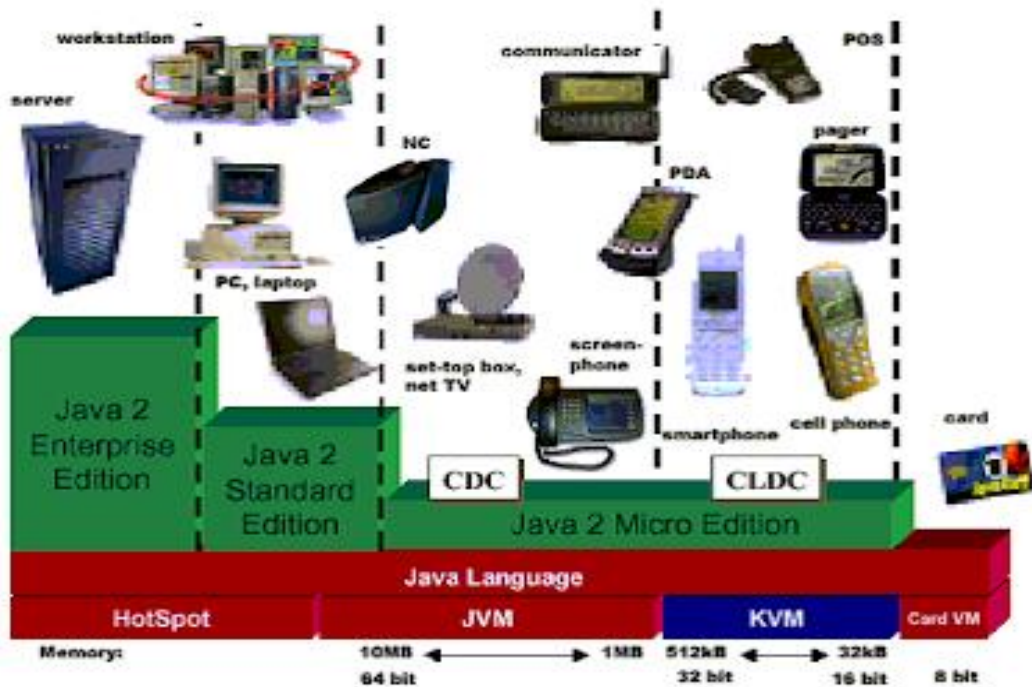 workstation
communicator
POS
server
NC
pager
PDA
PC, laptop
set-top box,
net TV
screen-
phone
smartphone
cell phone
card
Java 2
Enterprise
Edition
Java 2
Standard
Edition
CDC
CLDC
Java 2 Micro Edition
Java Language
HotSpot
JVM
KVM
Card VM
Memory:
10MB
1MB
512kB
32kB
64 bit
32 bit
16 bit
8 bit